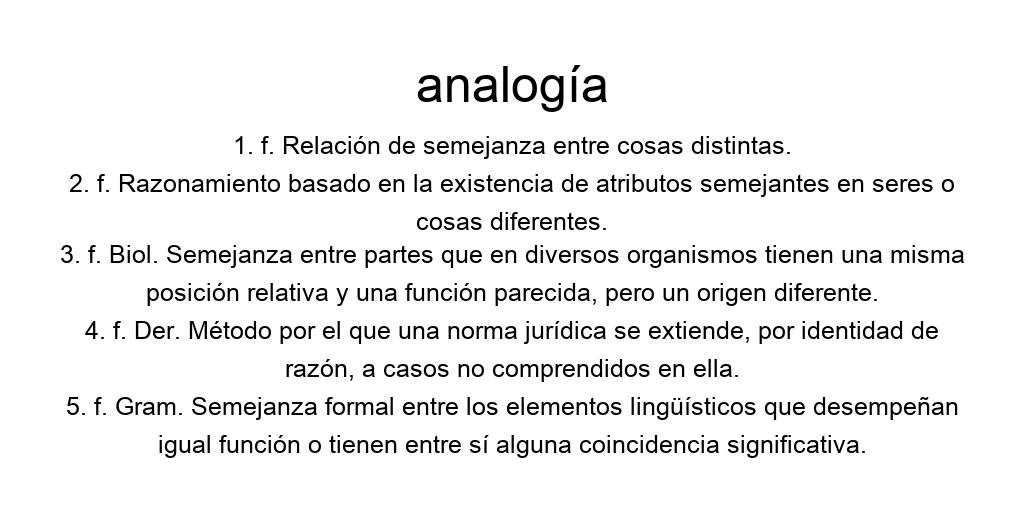 analogía
1. f. Relación de semejanza entre cosas distintas.
2. f. Razonamiento basado en la existencia de atributos semejantes en seres o
cosas diferentes.
3. f. Biol. Semejanza entre partes que en diversos organismos tienen una misma
posición relativa y una función parecida, pero un origen diferente.
4. f. Der. Método por el que una norma jurídica se extiende, por identidad de
razón, a casos no comprendidos en ella.
5. f. Gram. Semejanza formal entre los elementos lingüísticos que desempeñan
igual función o tienen entre sí alguna coincidencia significativa.